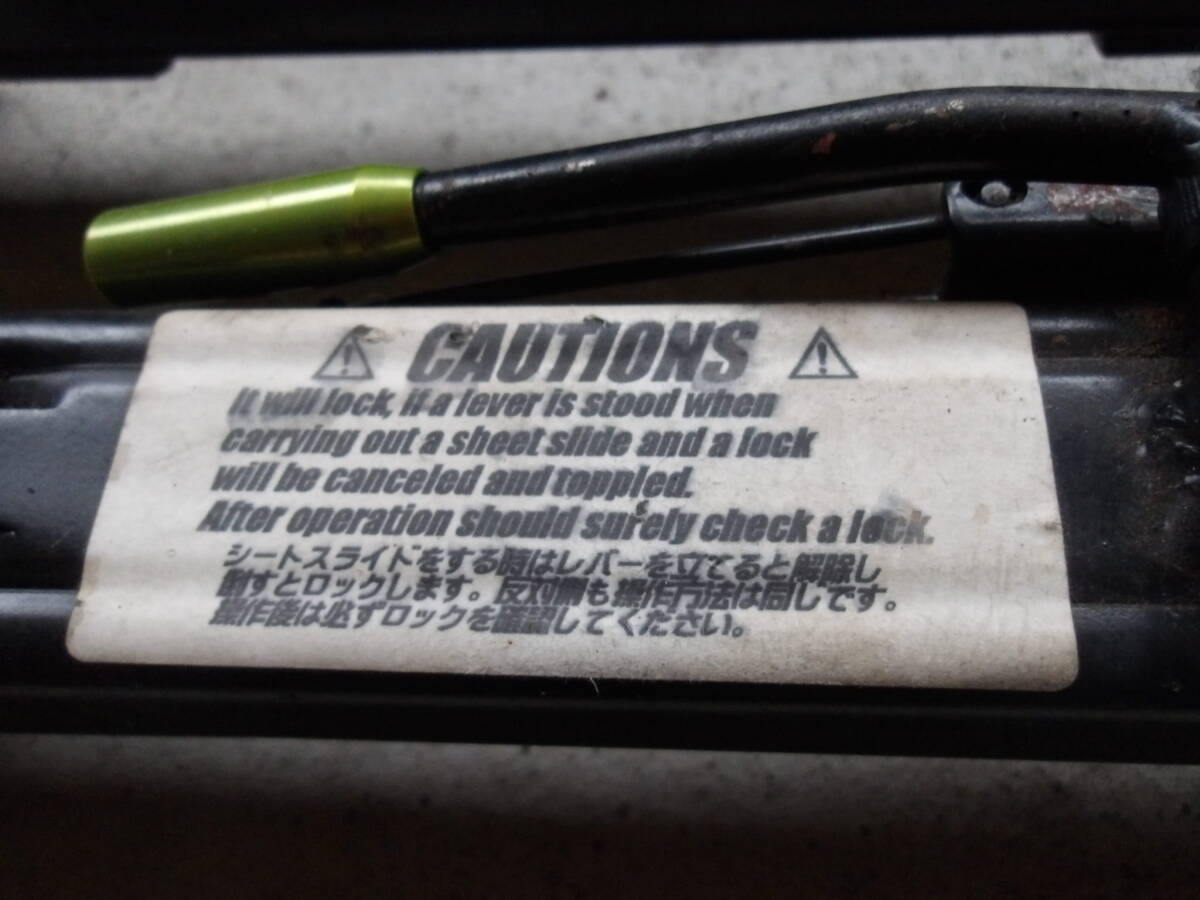 CAUTIONS
It will lock, if a lever is stood when
carrying out a sheet slide and a lock
will be canceled and toppled.
After operation should surely check a lock.
シートスライドをする時はレバーを立てると解除し
倒すとロックします。反対側も操作方法は同じです。
操作後は必ずロックを確認してください。